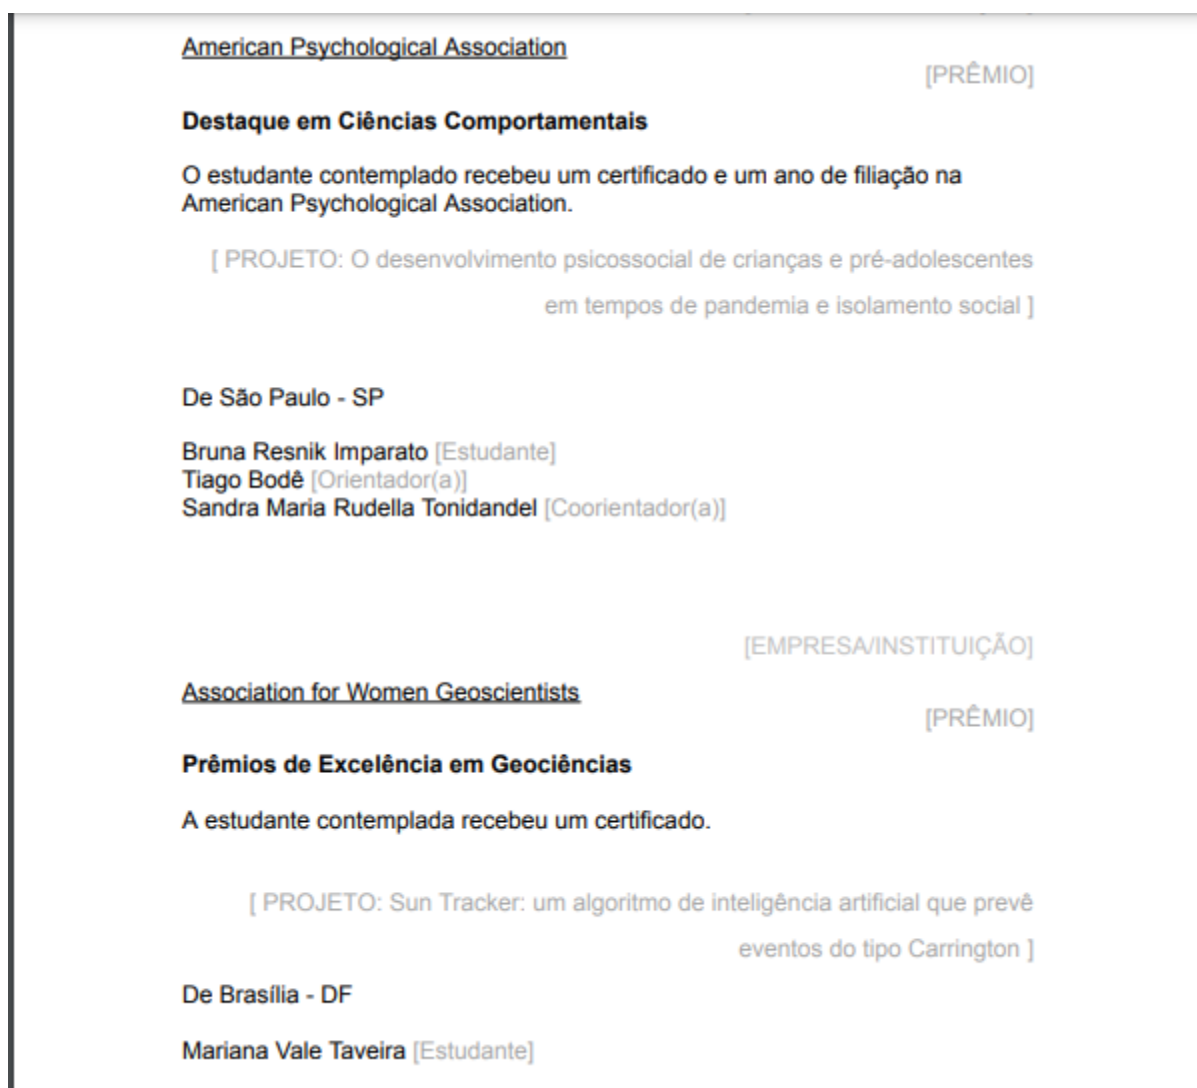 American Psychological Association
[PRÊMIO]
Destaque em Ciências Comportamentais
O estudante contemplado recebeu um certificado e um ano de filiação na
American Psychological Association.
[ PROJETO: O desenvolvimento psicossocial de crianças e pré-adolescentes
em tempos de pandemia e isolamento social ]
De São Paulo - SP
Bruna Resnik Imparato [Estudante]
Tiago Bodê [Orientador(a)]
Sandra Maria Rudella Tonidandel [Coorientador(a)]
[EMPRESA/INSTITUIÇÃO]
Association for Women Geoscientists
[PRÊMIO]
Prêmios de Excelência em Geociências
A estudante contemplada recebeu um certificado.
[ PROJETO: Sun Tracker: um algoritmo de inteligência artificial que prevê
eventos do tipo Carrington ]
De Brasília - DF
Mariana Vale Taveira [Estudante]